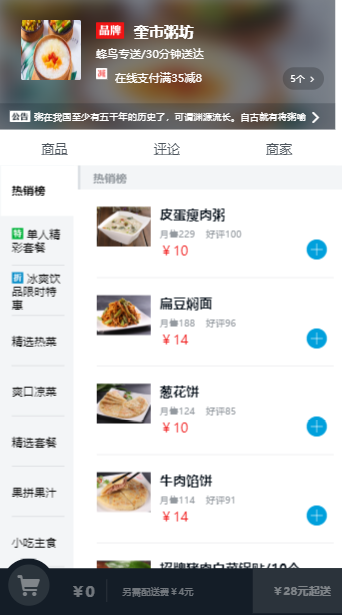 品牌 奎市粥坊
蜂鸟专送/30分钟送达
减 在线支付满35减8
5个 >
公告 粥在我国至少有五千年的历史了，可谓渊源流长。自古就有将粥喻
商品 评论 商家
热销榜
特 单人精
彩套餐
折 冰爽饮
品限时特
惠
精选热菜
爽口凉菜
精选套餐
果拼果汁
小吃主食
热销榜
皮蛋瘦肉粥
月售229 好评100
￥10
扁豆焖面
月售188 好评96
￥14
葱花饼
月售124 好评85
￥10
牛肉馅饼
月售114 好评91
￥14
招牌猪肉白菜锅贴/10个
￥0
另需配送费￥4元
￥28元起送